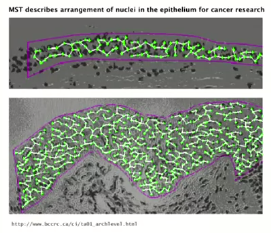 MST describes arrangement of nuclei in the epithelium for cancer research
http://www.bccrc.ca/ci/ta01_archlevel.html